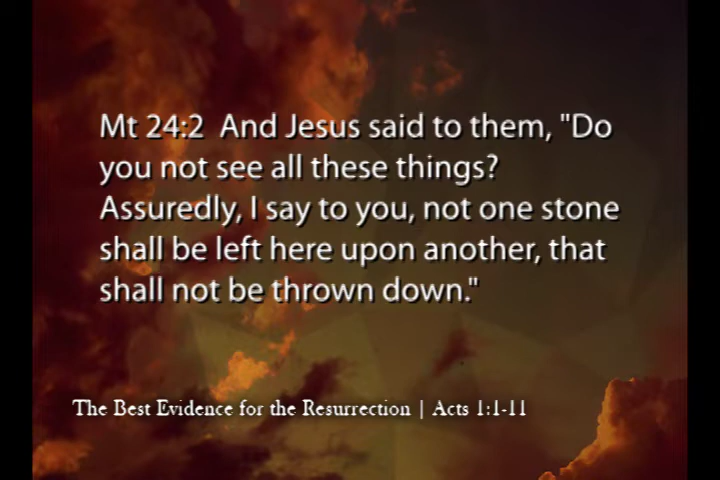 Mt 24:2  And Jesus said to them, "Do
you not see all these things?
Assuredly, I say to you, not one stone
shall be left here upon another, that
shall not be thrown down."
The Best Evidence for the Resurrection | Acts 1:1-11